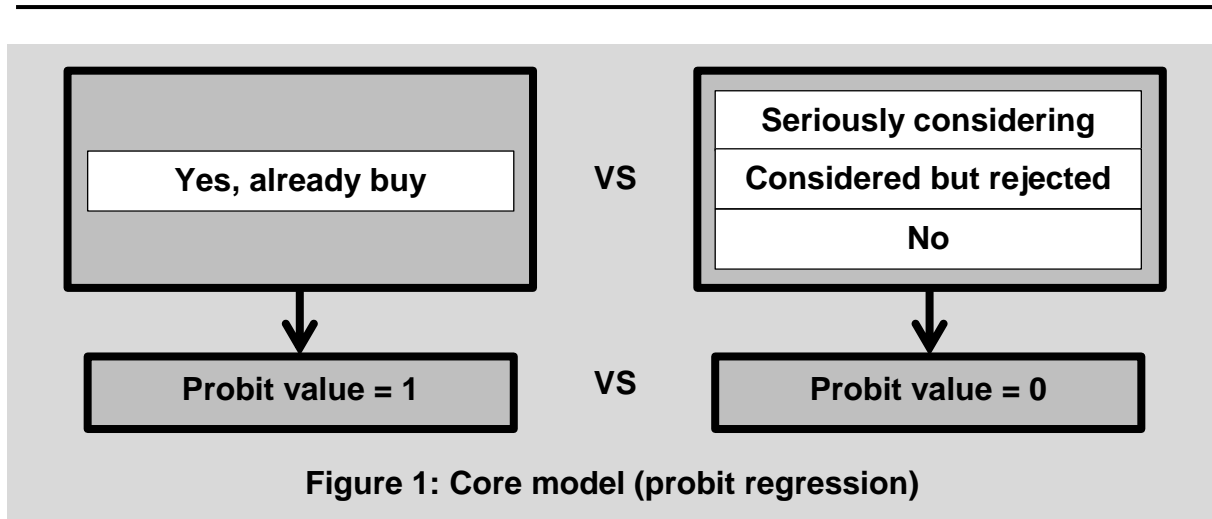 Yes, already buy
VS
Seriously considering
Considered but rejected
No
Probit value = 1
VS
Probit value = 0
Figure 1: Core model (probit regression)